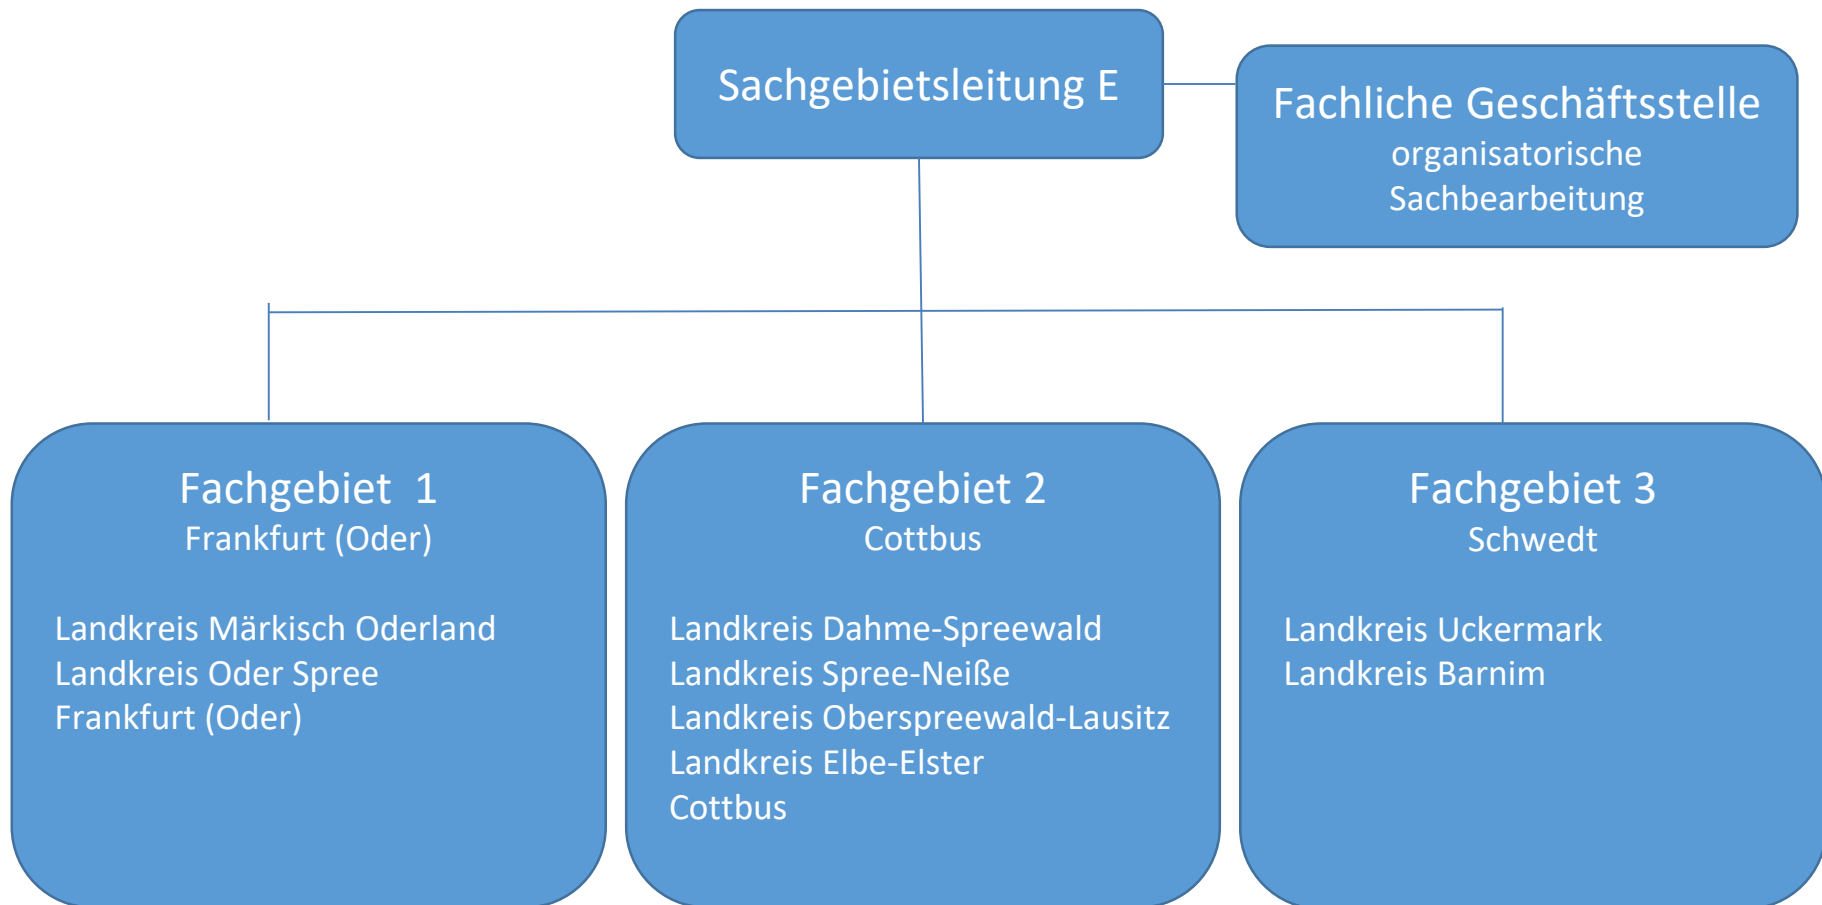 Sachgebietsleitung E
Fachliche Geschäftsstelle
organisatorische
Sachbearbeitung
Fachgebiet  1
Frankfurt (Oder)
Landkreis Märkisch Oderland
Landkreis Oder Spree
Frankfurt (Oder)
Fachgebiet 2
Cottbus
Landkreis Dahme-Spreewald
Landkreis Spree-Neiße
Landkreis Oberspreewald-Lausitz
Landkreis Elbe-Elster
Cottbus
Fachgebiet 3
Schwedt
Landkreis Uckermark
Landkreis Barnim